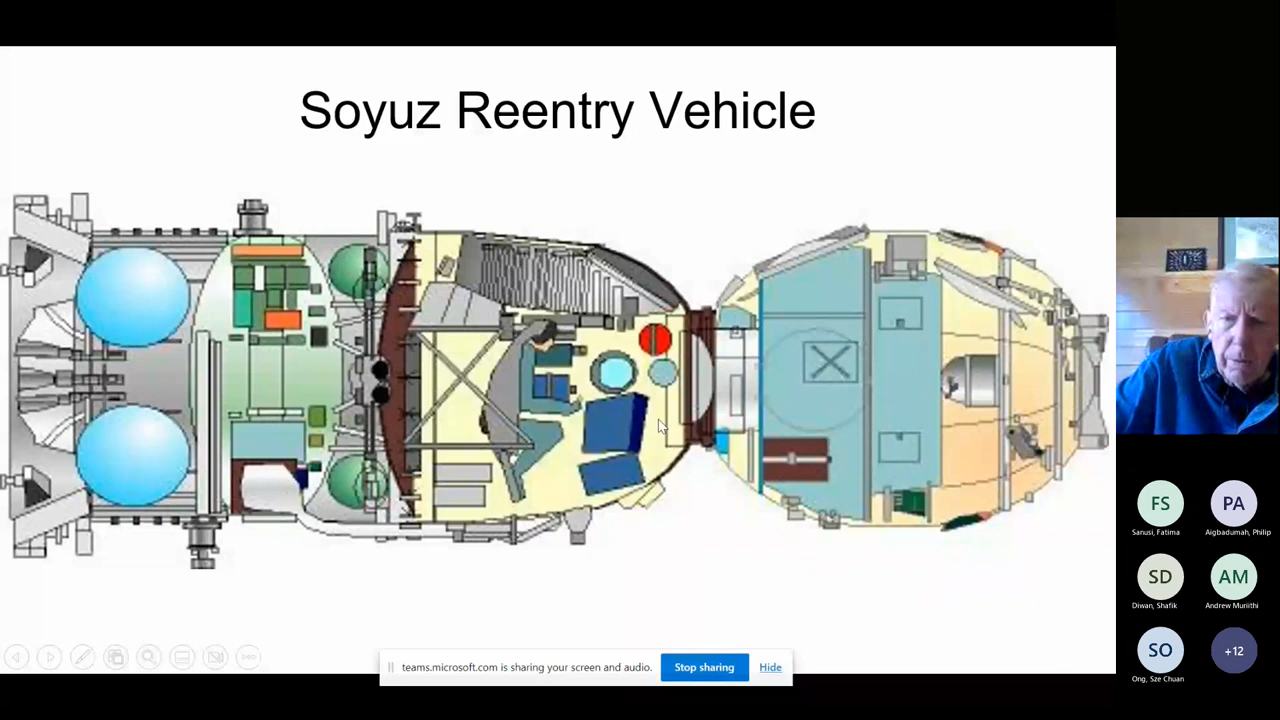 Soyuz Reentry Vehicle
teams.microsoft.com is sharing your screen and audio.
Stop sharing
Hide
FS
PA
Sanusi, Fatima
Aigbadumah, Philip
SD
AM
Diwan, Shafik
Andrew Muriithi
SO
+12
Ong, Sze Chuan